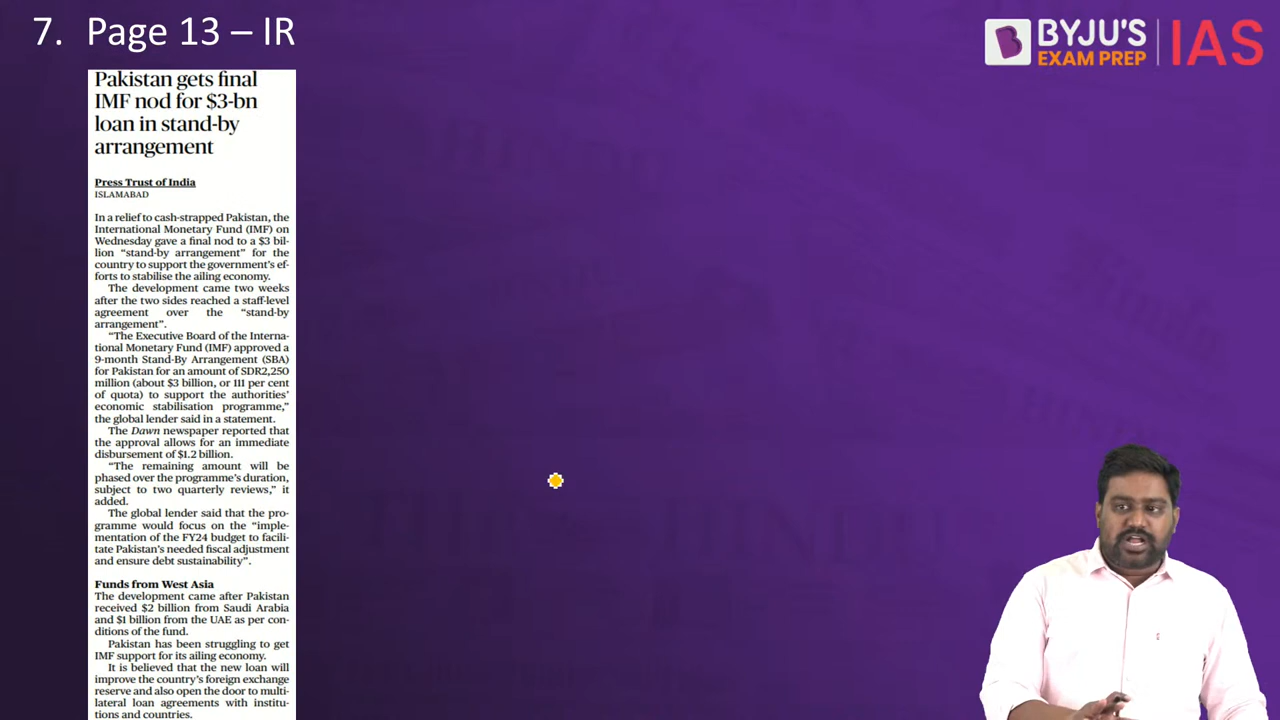 7. Page 13 – IR
BYJU'S
EXAM PREP
IAS
Pakistan gets final
IMF nod for $3-bn
loan in stand-by
arrangement
Press Trust of India
ISLAMABAD
In a relief to cash-strapped Pakistan, the
International Monetary Fund (IMF) on
Wednesday gave a final nod to a $3 bil-
lion “stand-by arrangement” for the
country to support the government’s ef-
forts to stabilise the ailing economy.
The development came two weeks
after the two sides reached a staff-level
agreement over the “stand-by
arrangement”.
“The Executive Board of the Interna-
tional Monetary Fund (IMF) approved a
9-month Stand-By Arrangement (SBA)
for Pakistan for an amount of SDR2,250
million (about $3 billion, or 111 per cent
of quota) to support the authorities’
economic stabilisation programme,”
the global lender said in a statement.
The Dawn newspaper reported that
the approval allows for an immediate
disbursement of $1.2 billion.
“The remaining amount will be
phased over the programme’s duration,
subject to two quarterly reviews,” it
added.
The global lender said that the pro-
gramme would focus on the “imple-
mentation of the FY24 budget to facili-
tate Pakistan’s needed fiscal adjustment
and ensure debt sustainability”.
Funds from West Asia
The development came after Pakistan
received $2 billion from Saudi Arabia
and $1 billion from the UAE as per con-
ditions of the fund.
Pakistan has been struggling to get
IMF support for its ailing economy.
It is believed that the new loan will
improve the country’s foreign exchange
reserve and also open the door to multi-
lateral loan agreements with institu-
tions and countries.